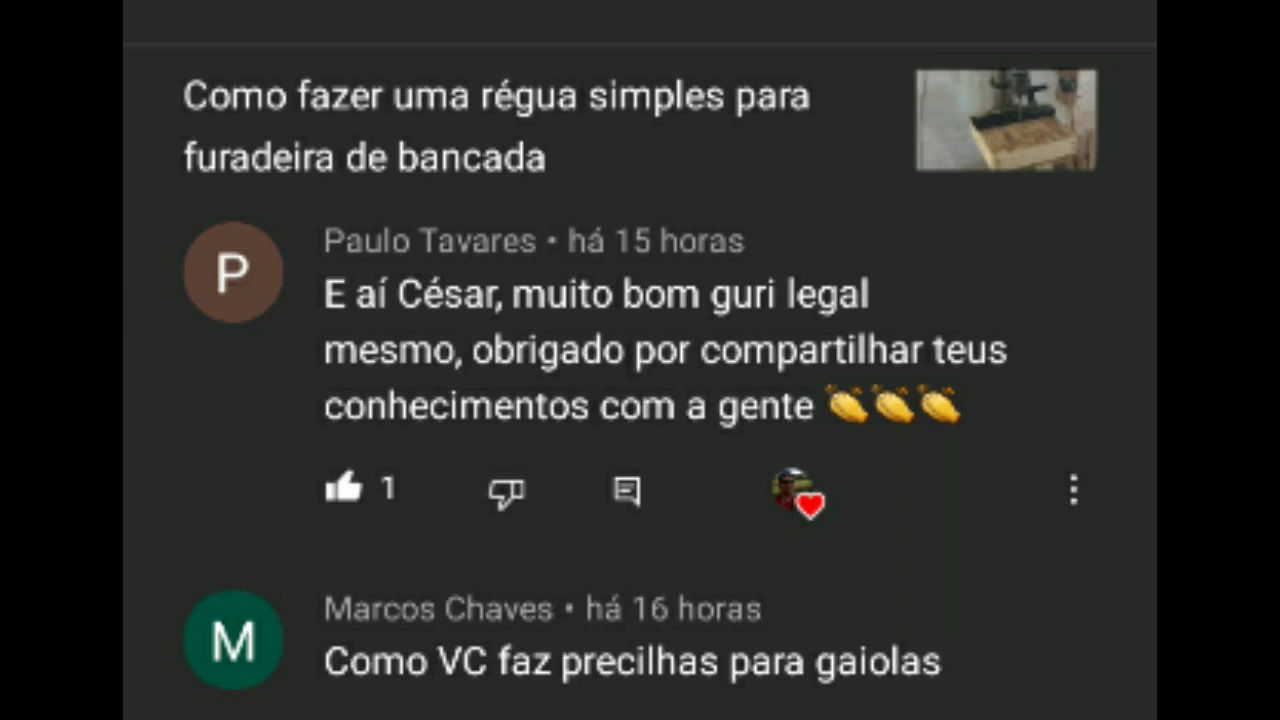 Como fazer uma régua simples para
furadeira de bancada
P
Paulo Tavares • há 15 horas
E aí César, muito bom guri legal
mesmo, obrigado por compartilhar teus
conhecimentos com a gente 👏👏👏
1
M
Marcos Chaves • há 16 horas
Como VC faz precilhas para gaiolas